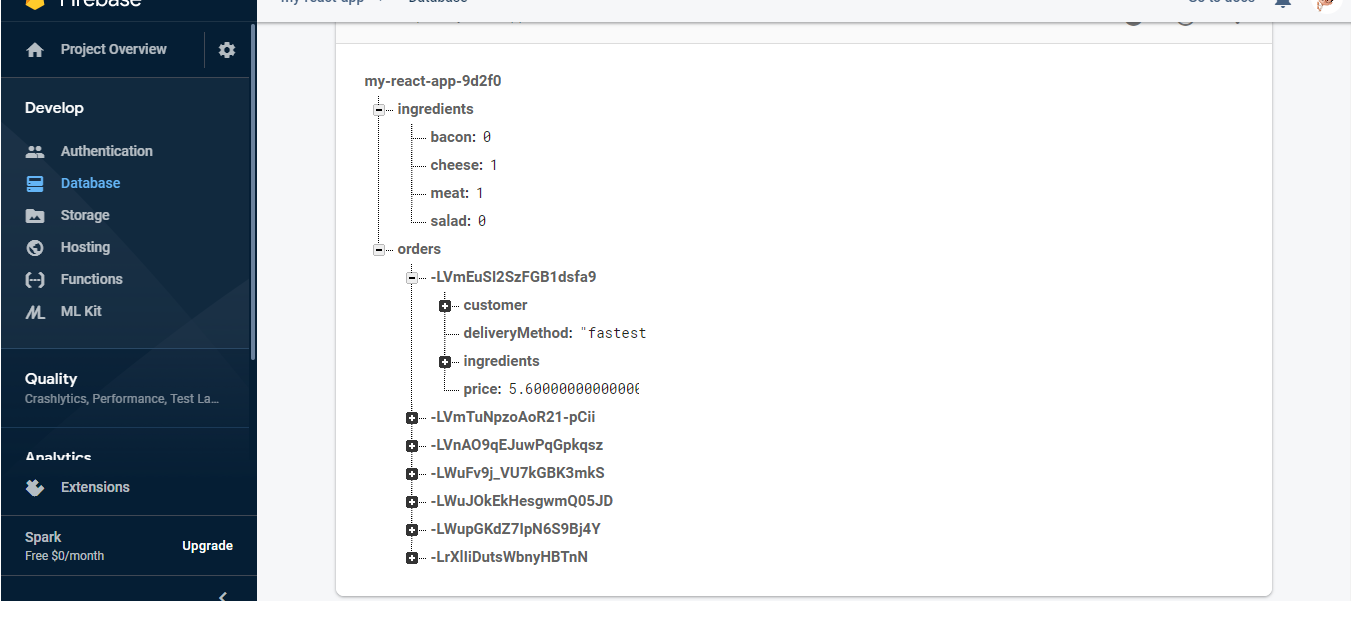 Firebase
my-react-app
Database
Go to docs
Project Overview
Develop
Authentication
Database
Storage
Hosting
Functions
ML Kit
Quality
Crashlytics, Performance, Test La...
Analytics
Extensions
Spark
Free $0/month
Upgrade
my-react-app-9d2f0
ingredients
bacon: 0
cheese: 1
meat: 1
salad: 0
orders
-LVmEuSI2SzFGB1dsfa9
customer
deliveryMethod: "fastest
ingredients
price: 5.60000000000000
-LVmTuNpzoAoR21-pCii
-LVnAO9qEJuwPqGpkqsz
-LWuFv9j_VU7kGBK3mkS
-LWuJOkEkHesgwmQ05JD
-LWupGKdZ7IpN6S9Bj4Y
-LrXlIiDutsWbnyHBTnN